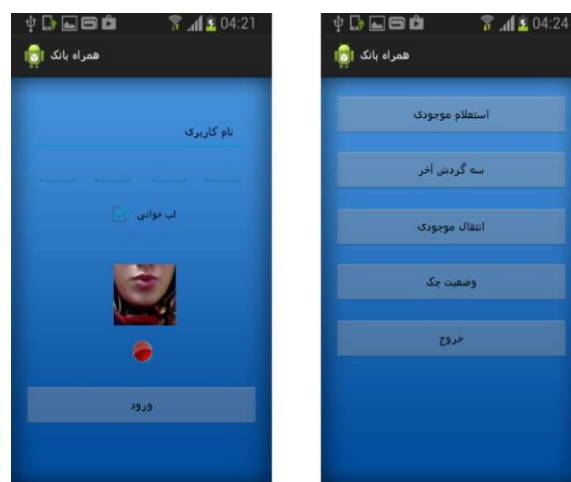 04:21
همراه بانک
نام کاربری
لب خوانی
ورود
04:24
همراه بانک
استعلام موجودی
سه گردش آخر
انتقال موجودی
وضعیت چک
خروج